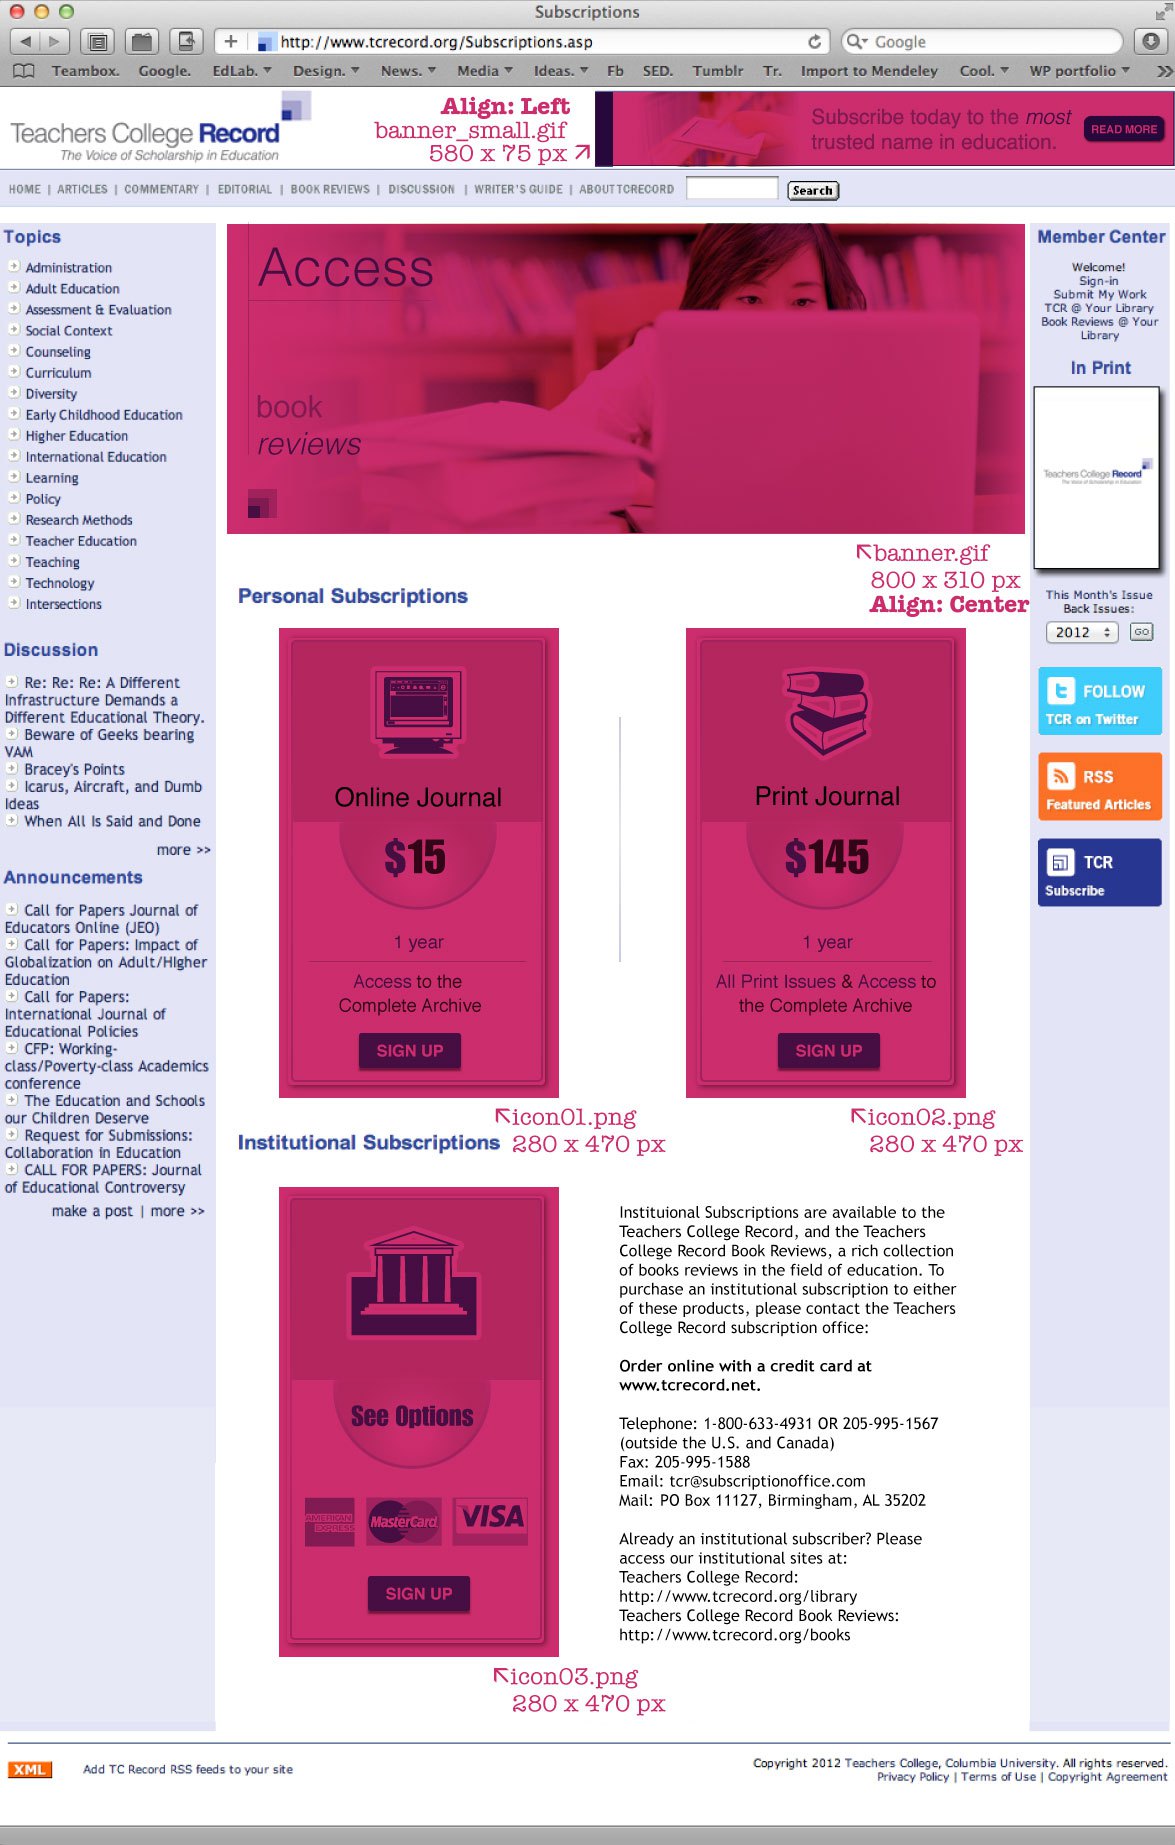 Subscriptions
http://www.tcrecord.org/Subscriptions.asp
Google
Teambox. Google. EdLab. Design. News. Media Ideas. Fb SED. Tumblr Tr. Import to Mendeley Cool. WP portfolio
Teachers College Record
The Voice of Scholarship in Education
Align: Left
banner_small.gif
580 x 75 px
Subscribe today to the most
trusted name in education.
READ MORE
HOME | ARTICLES | COMMENTARY | EDITORIAL | BOOK REVIEWS | DISCUSSION | WRITER'S GUIDE | ABOUT TCRECORD
Search
Topics
Administration
Adult Education
Assessment & Evaluation
Social Context
Counseling
Curriculum
Diversity
Early Childhood Education
Higher Education
International Education
Learning
Policy
Research Methods
Teacher Education
Teaching
Technology
Intersections
Discussion
Re: Re: Re: A Different
Infrastructure Demands a
Different Educational Theory.
Beware of Geeks bearing
VAM
Bracey's Points
Icarus, Aircraft, and Dumb
Ideas
When All Is Said and Done
more >>
Announcements
Call for Papers Journal of
Educators Online (JEO)
Call for Papers: Impact of
Globalization on Adult/HIgher
Education
Call for Papers:
International Journal of
Educational Policies
CFP: Working-
class/Poverty-class Academics
conference
The Education and Schools
our Children Deserve
Request for Submissions:
Collaboration in Education
CALL FOR PAPERS: Journal
of Educational Controversy
make a post | more >>
Access
book
reviews
banner.gif
800 x 310 px
Align: Center
Personal Subscriptions
Online Journal
$15
1 year
Access to the
Complete Archive
SIGN UP
icon01.png
280 x 470 px
Print Journal
$145
1 year
All Print Issues & Access to
the Complete Archive
SIGN UP
icon02.png
280 x 470 px
Institutional Subscriptions
See Options
AMERICAN
EXPRESS
MasterCard
VISA
SIGN UP
icon03.png
280 x 470 px
Instituional Subscriptions are available to the
Teachers College Record, and the Teachers
College Record Book Reviews, a rich collection
of books reviews in the field of education. To
purchase an institutional subscription to either
of these products, please contact the Teachers
College Record subscription office:
Order online with a credit card at
www.tcrecord.net.
Telephone: 1-800-633-4931 OR 205-995-1567
(outside the U.S. and Canada)
Fax: 205-995-1588
Email: tcr@subscriptionoffice.com
Mail: PO Box 11127, Birmingham, AL 35202
Already an institutional subscriber? Please
access our institutional sites at:
Teachers College Record:
http://www.tcrecord.org/library
Teachers College Record Book Reviews:
http://www.tcrecord.org/books
Member Center
Welcome!
Sign-in
Submit My Work
TCR @ Your Library
Book Reviews @ Your
Library
In Print
Teachers College Record
The Voice of Scholarship in Education
This Month's Issue
Back Issues:
2012 GO
FOLLOW
TCR on Twitter
RSS
Featured Articles
TCR
Subscribe
XML
Add TC Record RSS feeds to your site
Copyright 2012 Teachers College, Columbia University. All rights reserved.
Privacy Policy | Terms of Use | Copyright Agreement